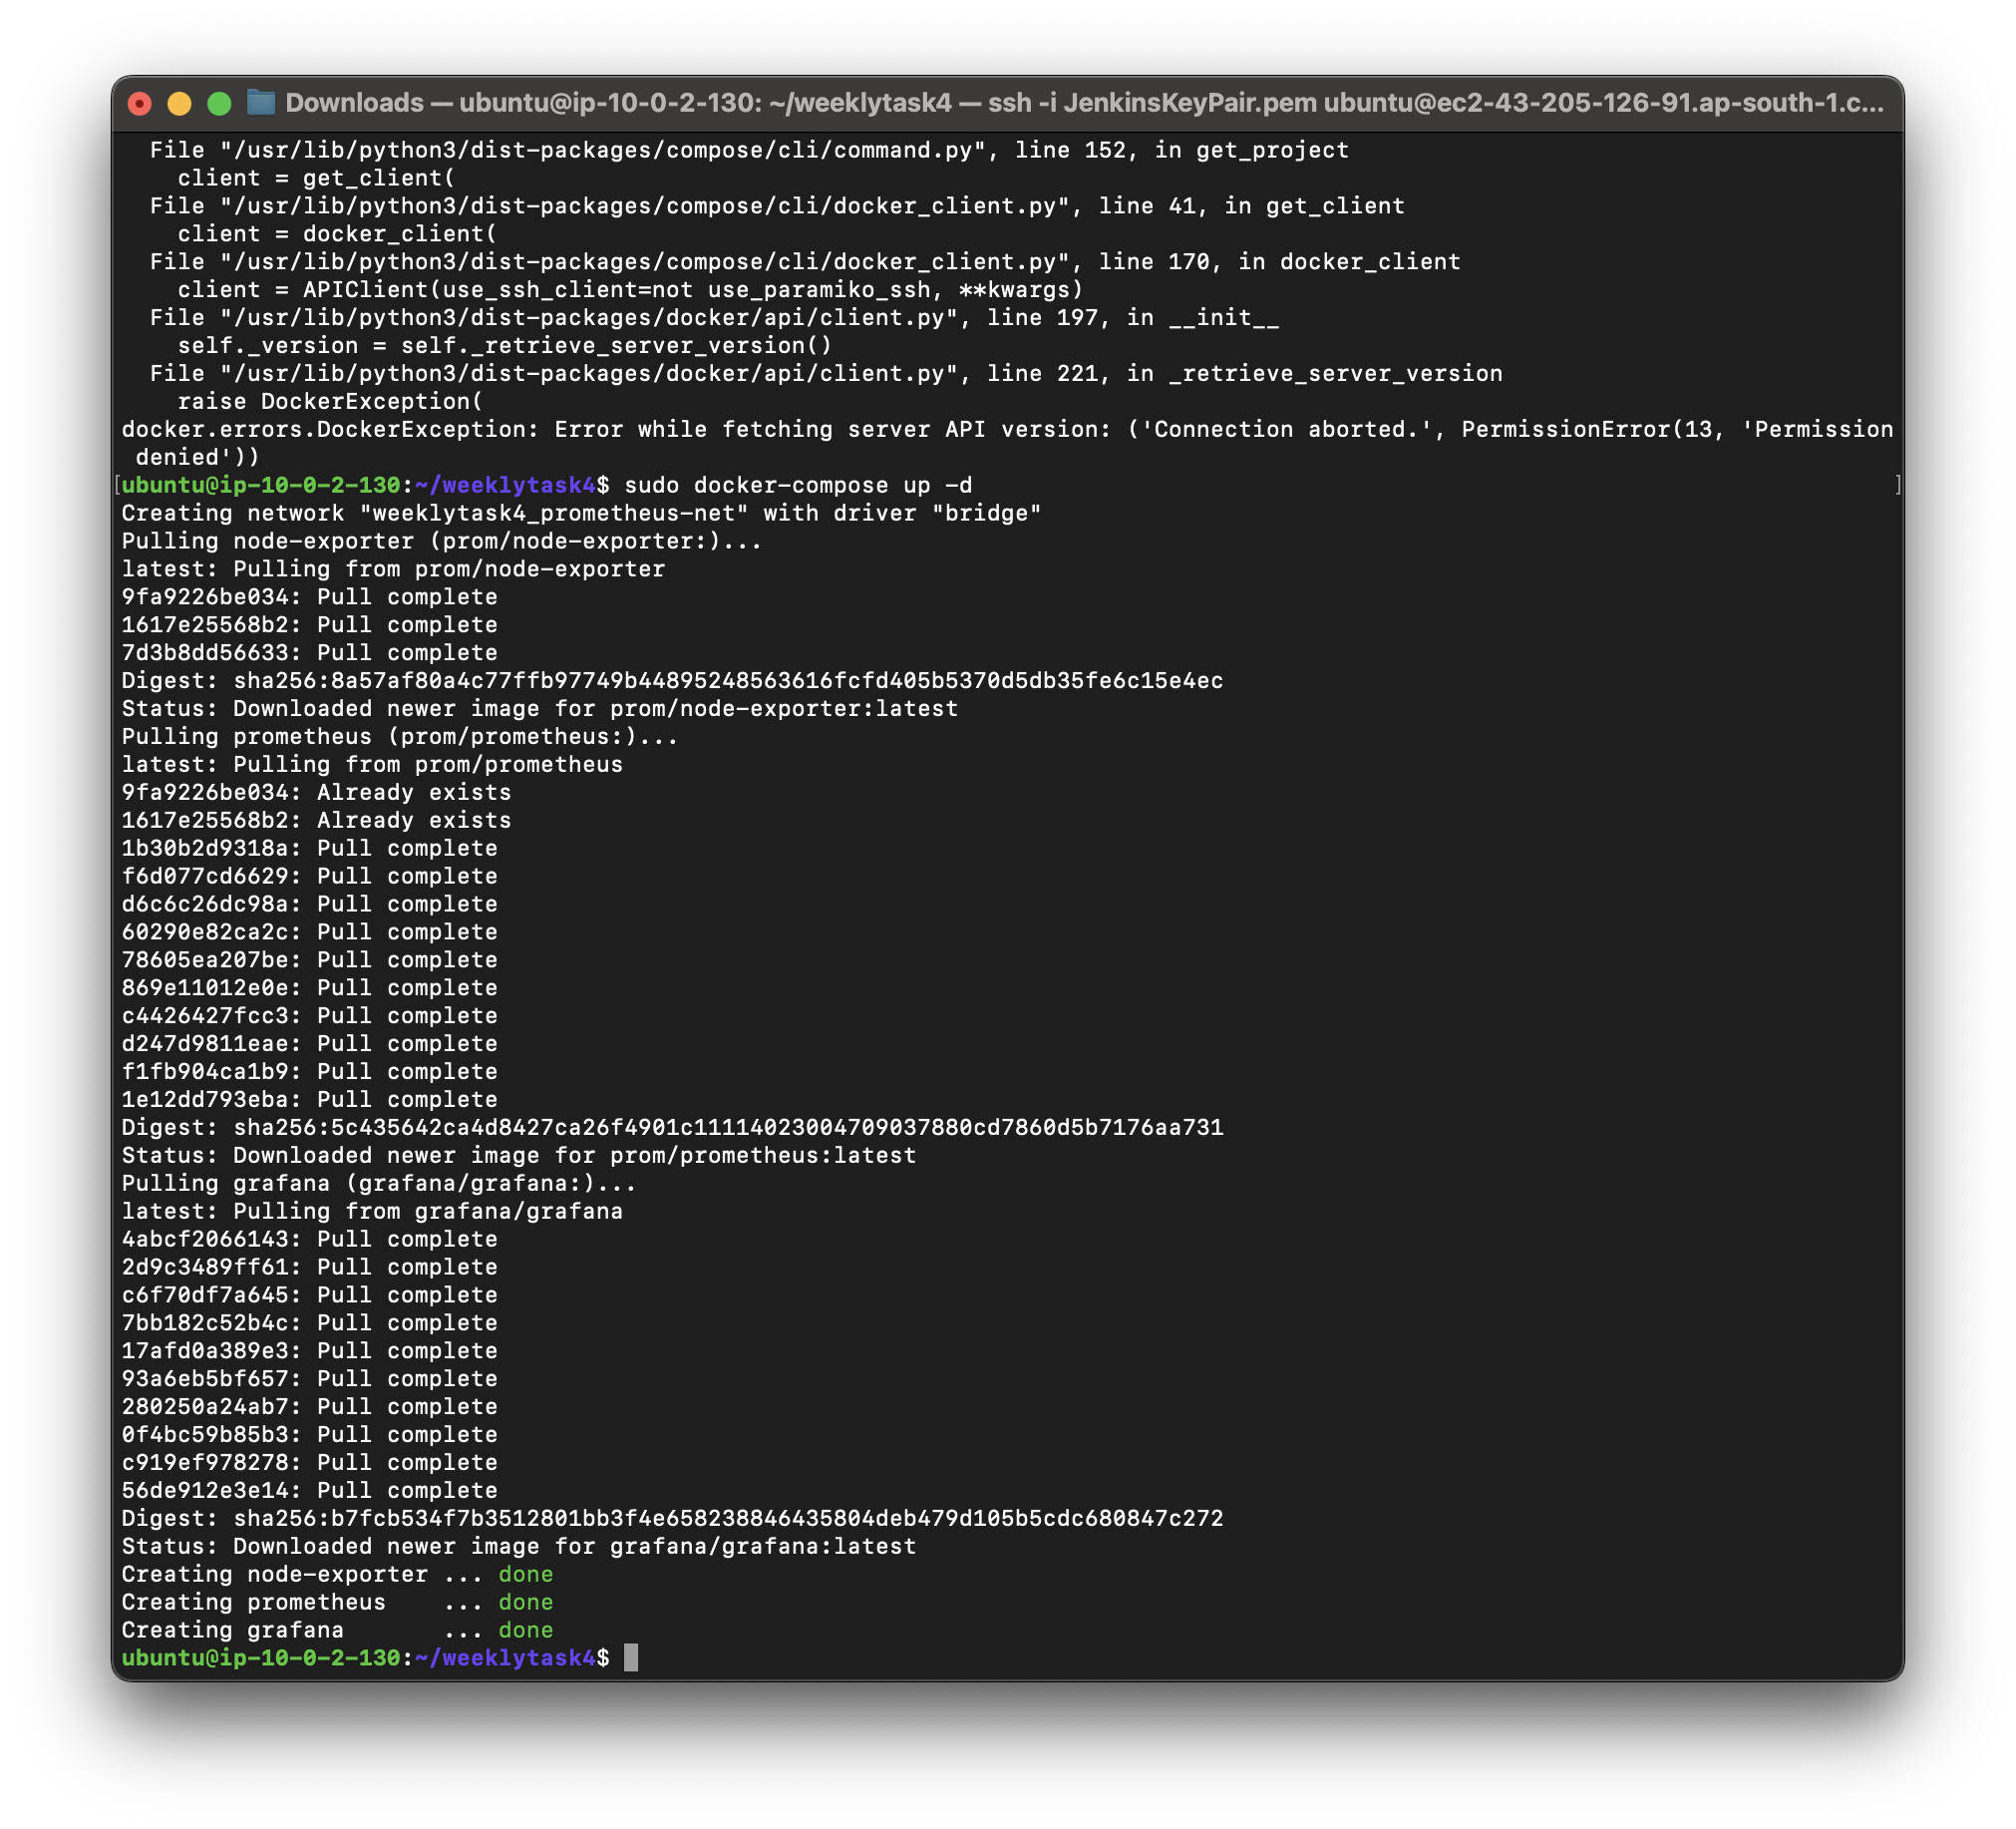 Downloads — ubuntu@ip-10-0-2-130: ~/weeklytask4 — ssh -i JenkinsKeyPair.pem ubuntu@ec2-43-205-126-91.ap-south-1.c...
  File "/usr/lib/python3/dist-packages/compose/cli/command.py", line 152, in get_project
    client = get_client(
  File "/usr/lib/python3/dist-packages/compose/cli/docker_client.py", line 41, in get_client
    client = docker_client(
  File "/usr/lib/python3/dist-packages/compose/cli/docker_client.py", line 170, in docker_client
    client = APIClient(use_ssh_client=not use_paramiko_ssh, **kwargs)
  File "/usr/lib/python3/dist-packages/docker/api/client.py", line 197, in __init__
    self._version = self._retrieve_server_version()
  File "/usr/lib/python3/dist-packages/docker/api/client.py", line 221, in _retrieve_server_version
    raise DockerException(
docker.errors.DockerException: Error while fetching server API version: ('Connection aborted.', PermissionError(13, 'Permission
 denied'))
[ubuntu@ip-10-0-2-130:~/weeklytask4$ sudo docker-compose up -d ]
Creating network "weeklytask4_prometheus-net" with driver "bridge"
Pulling node-exporter (prom/node-exporter:)...
latest: Pulling from prom/node-exporter
9fa9226be034: Pull complete
1617e25568b2: Pull complete
7d3b8dd56633: Pull complete
Digest: sha256:8a57af80a4c77ffb97749b44895248563616fcfd405b5370d5db35fe6c15e4ec
Status: Downloaded newer image for prom/node-exporter:latest
Pulling prometheus (prom/prometheus:)...
latest: Pulling from prom/prometheus
9fa9226be034: Already exists
1617e25568b2: Already exists
1b30b2d9318a: Pull complete
f6d077cd6629: Pull complete
d6c6c26dc98a: Pull complete
60290e82ca2c: Pull complete
78605ea207be: Pull complete
869e11012e0e: Pull complete
c4426427fcc3: Pull complete
d247d9811eae: Pull complete
f1fb904ca1b9: Pull complete
1e12dd793eba: Pull complete
Digest: sha256:5c435642ca4d8427ca26f4901c11114023004709037880cd7860d5b7176aa731
Status: Downloaded newer image for prom/prometheus:latest
Pulling grafana (grafana/grafana:)...
latest: Pulling from grafana/grafana
4abcf2066143: Pull complete
2d9c3489ff61: Pull complete
c6f70df7a645: Pull complete
7bb182c52b4c: Pull complete
17afd0a389e3: Pull complete
93a6eb5bf657: Pull complete
280250a24ab7: Pull complete
0f4bc59b85b3: Pull complete
c919ef978278: Pull complete
56de912e3e14: Pull complete
Digest: sha256:b7fcb534f7b3512801bb3f4e658238846435804deb479d105b5cdc680847c272
Status: Downloaded newer image for grafana/grafana:latest
Creating node-exporter ... done
Creating prometheus    ... done
Creating grafana       ... done
ubuntu@ip-10-0-2-130:~/weeklytask4$